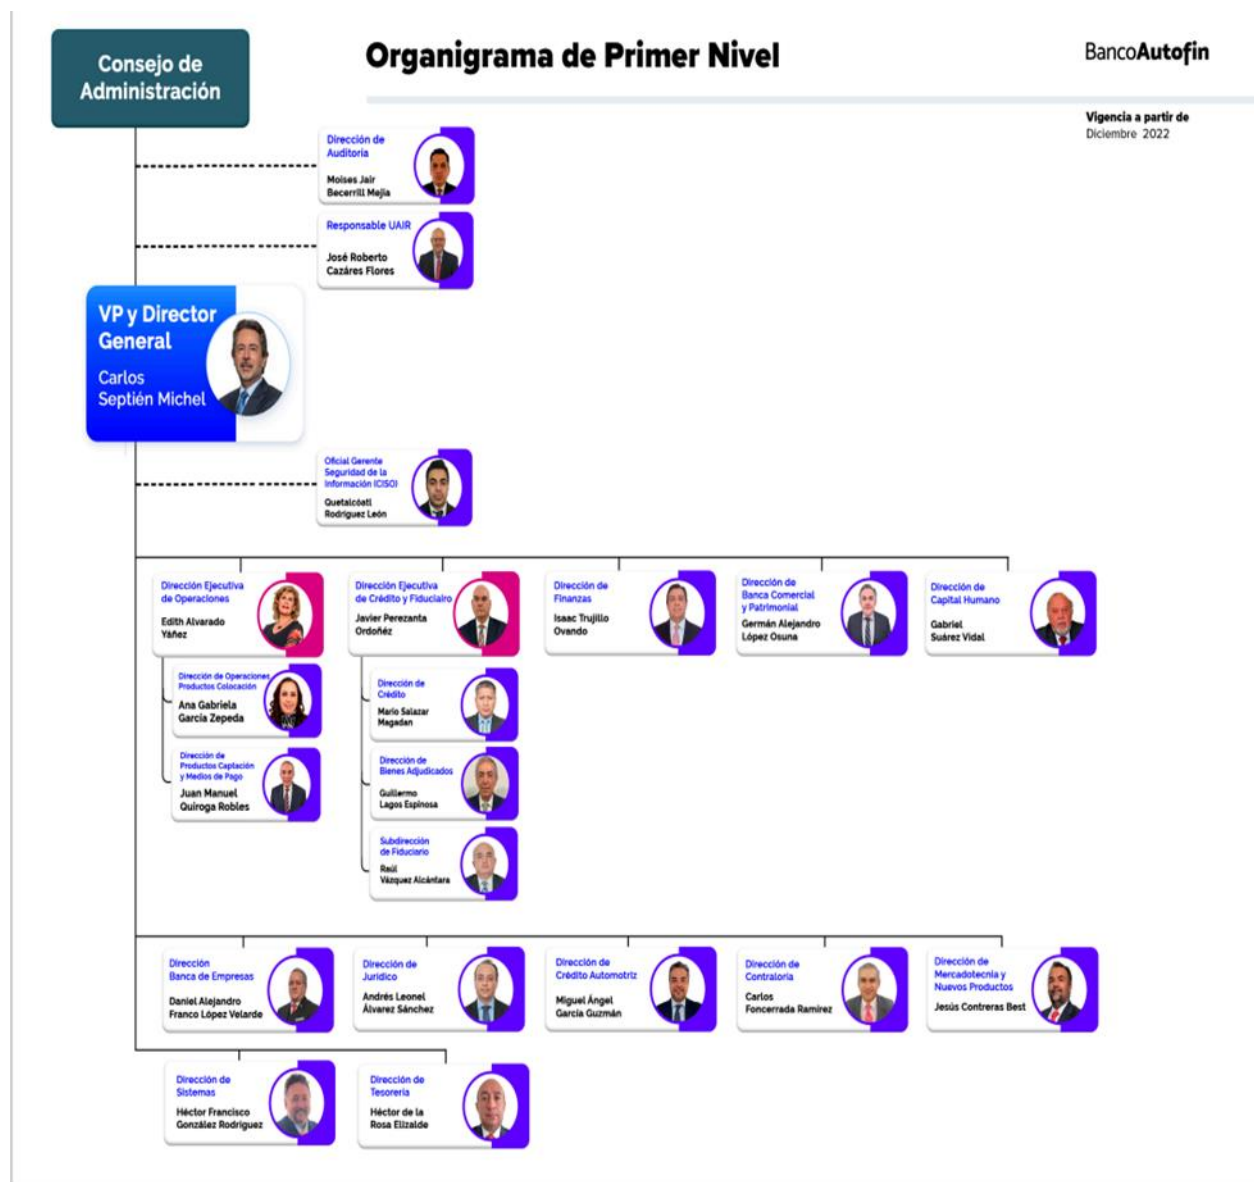 Consejo de
Administración
Organigrama de Primer Nivel
BancoAutofin
Vigencia a partir de
Diciembre 2022
Dirección de
Auditoría
Moises Jair
Becerrill Mejía
Responsable UAIR
José Roberto
Cazáres Flores
VP y Director
General
Carlos
Septién Michel
Oficial Gerente
Seguridad de la
Información (CISO)
Quetalcóatl
Rodríguez León
Dirección Ejecutiva
de Operaciones
Edith Alvarado
Yáñez
Dirección Ejecutiva
de Crédito y Fiduciairo
Javier Perezanta
Ordoñéz
Dirección de
Finanzas
Isaac Trujillo
Ovando
Dirección de
Banca Comercial
y Patrimonial
Germán Alejandro
López Osuna
Dirección de
Capital Humano
Gabriel
Suárez Vidal
Dirección de Operaciones
Productos Colocación
Ana Gabriela
García Zepeda
Dirección de
Productos Captación
y Medios de Pago
Juan Manuel
Quiroga Robles
Dirección de
Crédito
Mario Salazar
Magadan
Dirección de
Bienes Adjudicados
Guillermo
Lagos Espinosa
Subdirección
de Fiduciario
Raúl
Vázquez Alcántara
Dirección
Banca de Empresas
Daniel Alejandro
Franco López Velarde
Dirección de
Jurídico
Andrés Leonel
Álvarez Sánchez
Dirección de
Crédito Automotriz
Miguel Ángel
García Guzmán
Dirección de
Contraloría
Carlos
Foncerrada Ramírez
Dirección de
Mercadotecnia y
Nuevos Productos
Jesús Contreras Best
Dirección de
Sistemas
Héctor Francisco
González Rodríguez
Dirección de
Tesorería
Héctor de la
Rosa Elizalde